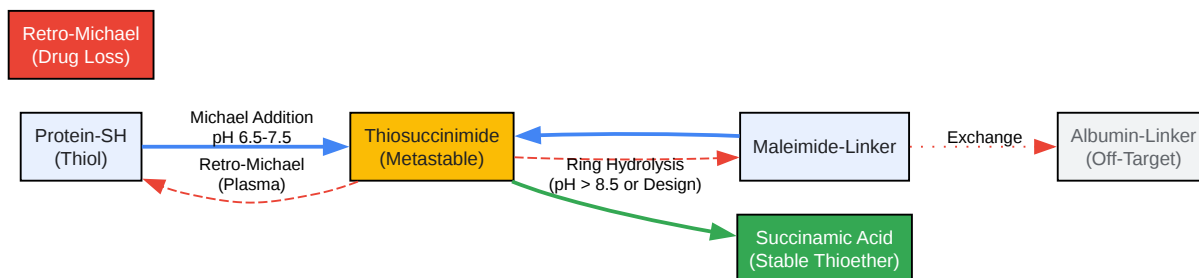 Retro-Michael
(Drug Loss)
Protein-SH
(Thiol)
Michael Addition
pH 6.5-7.5
Retro-Michael
(Plasma)
Thiosuccinimide
(Metastable)
Ring Hydrolysis
(pH > 8.5 or Design)
Maleimide-Linker
Exchange
Albumin-Linker
(Off-Target)
Succinamic Acid
(Stable Thioether)